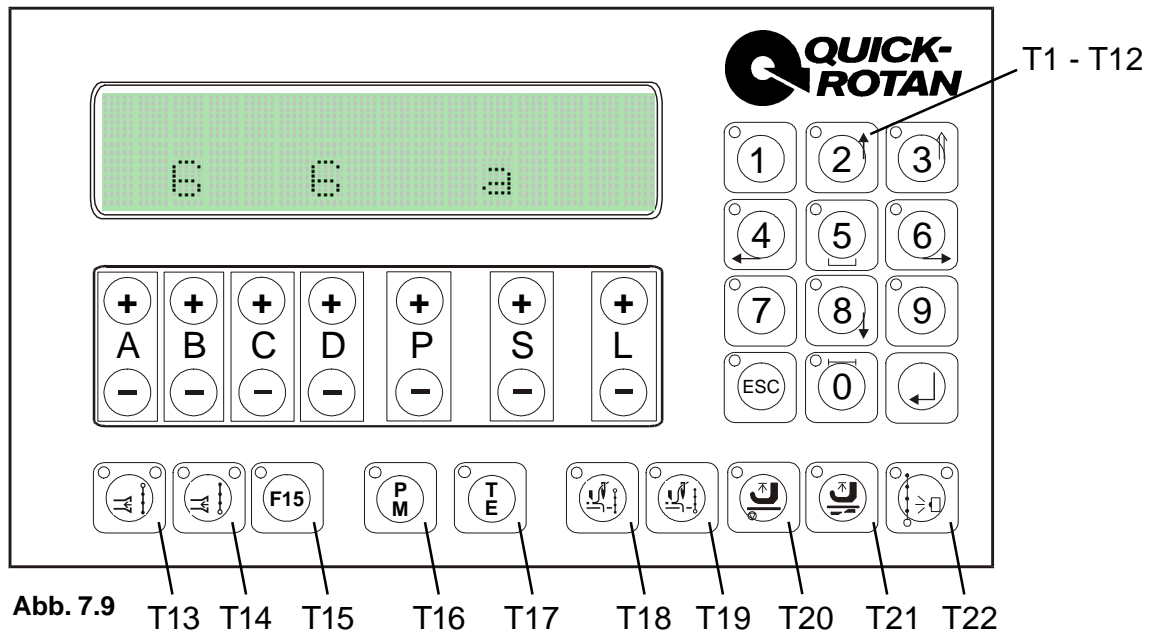 QUICK-
ROTAN
T1 - T12
6 6 a
1 2 3
4 5 6
7 8 9
ESC 0
+ + + + + + +
A B C D P S L
− − − − − − −
F15
P
M
T
E
Abb. 7.9 T13 T14 T15 T16 T17 T18 T19 T20 T21 T22